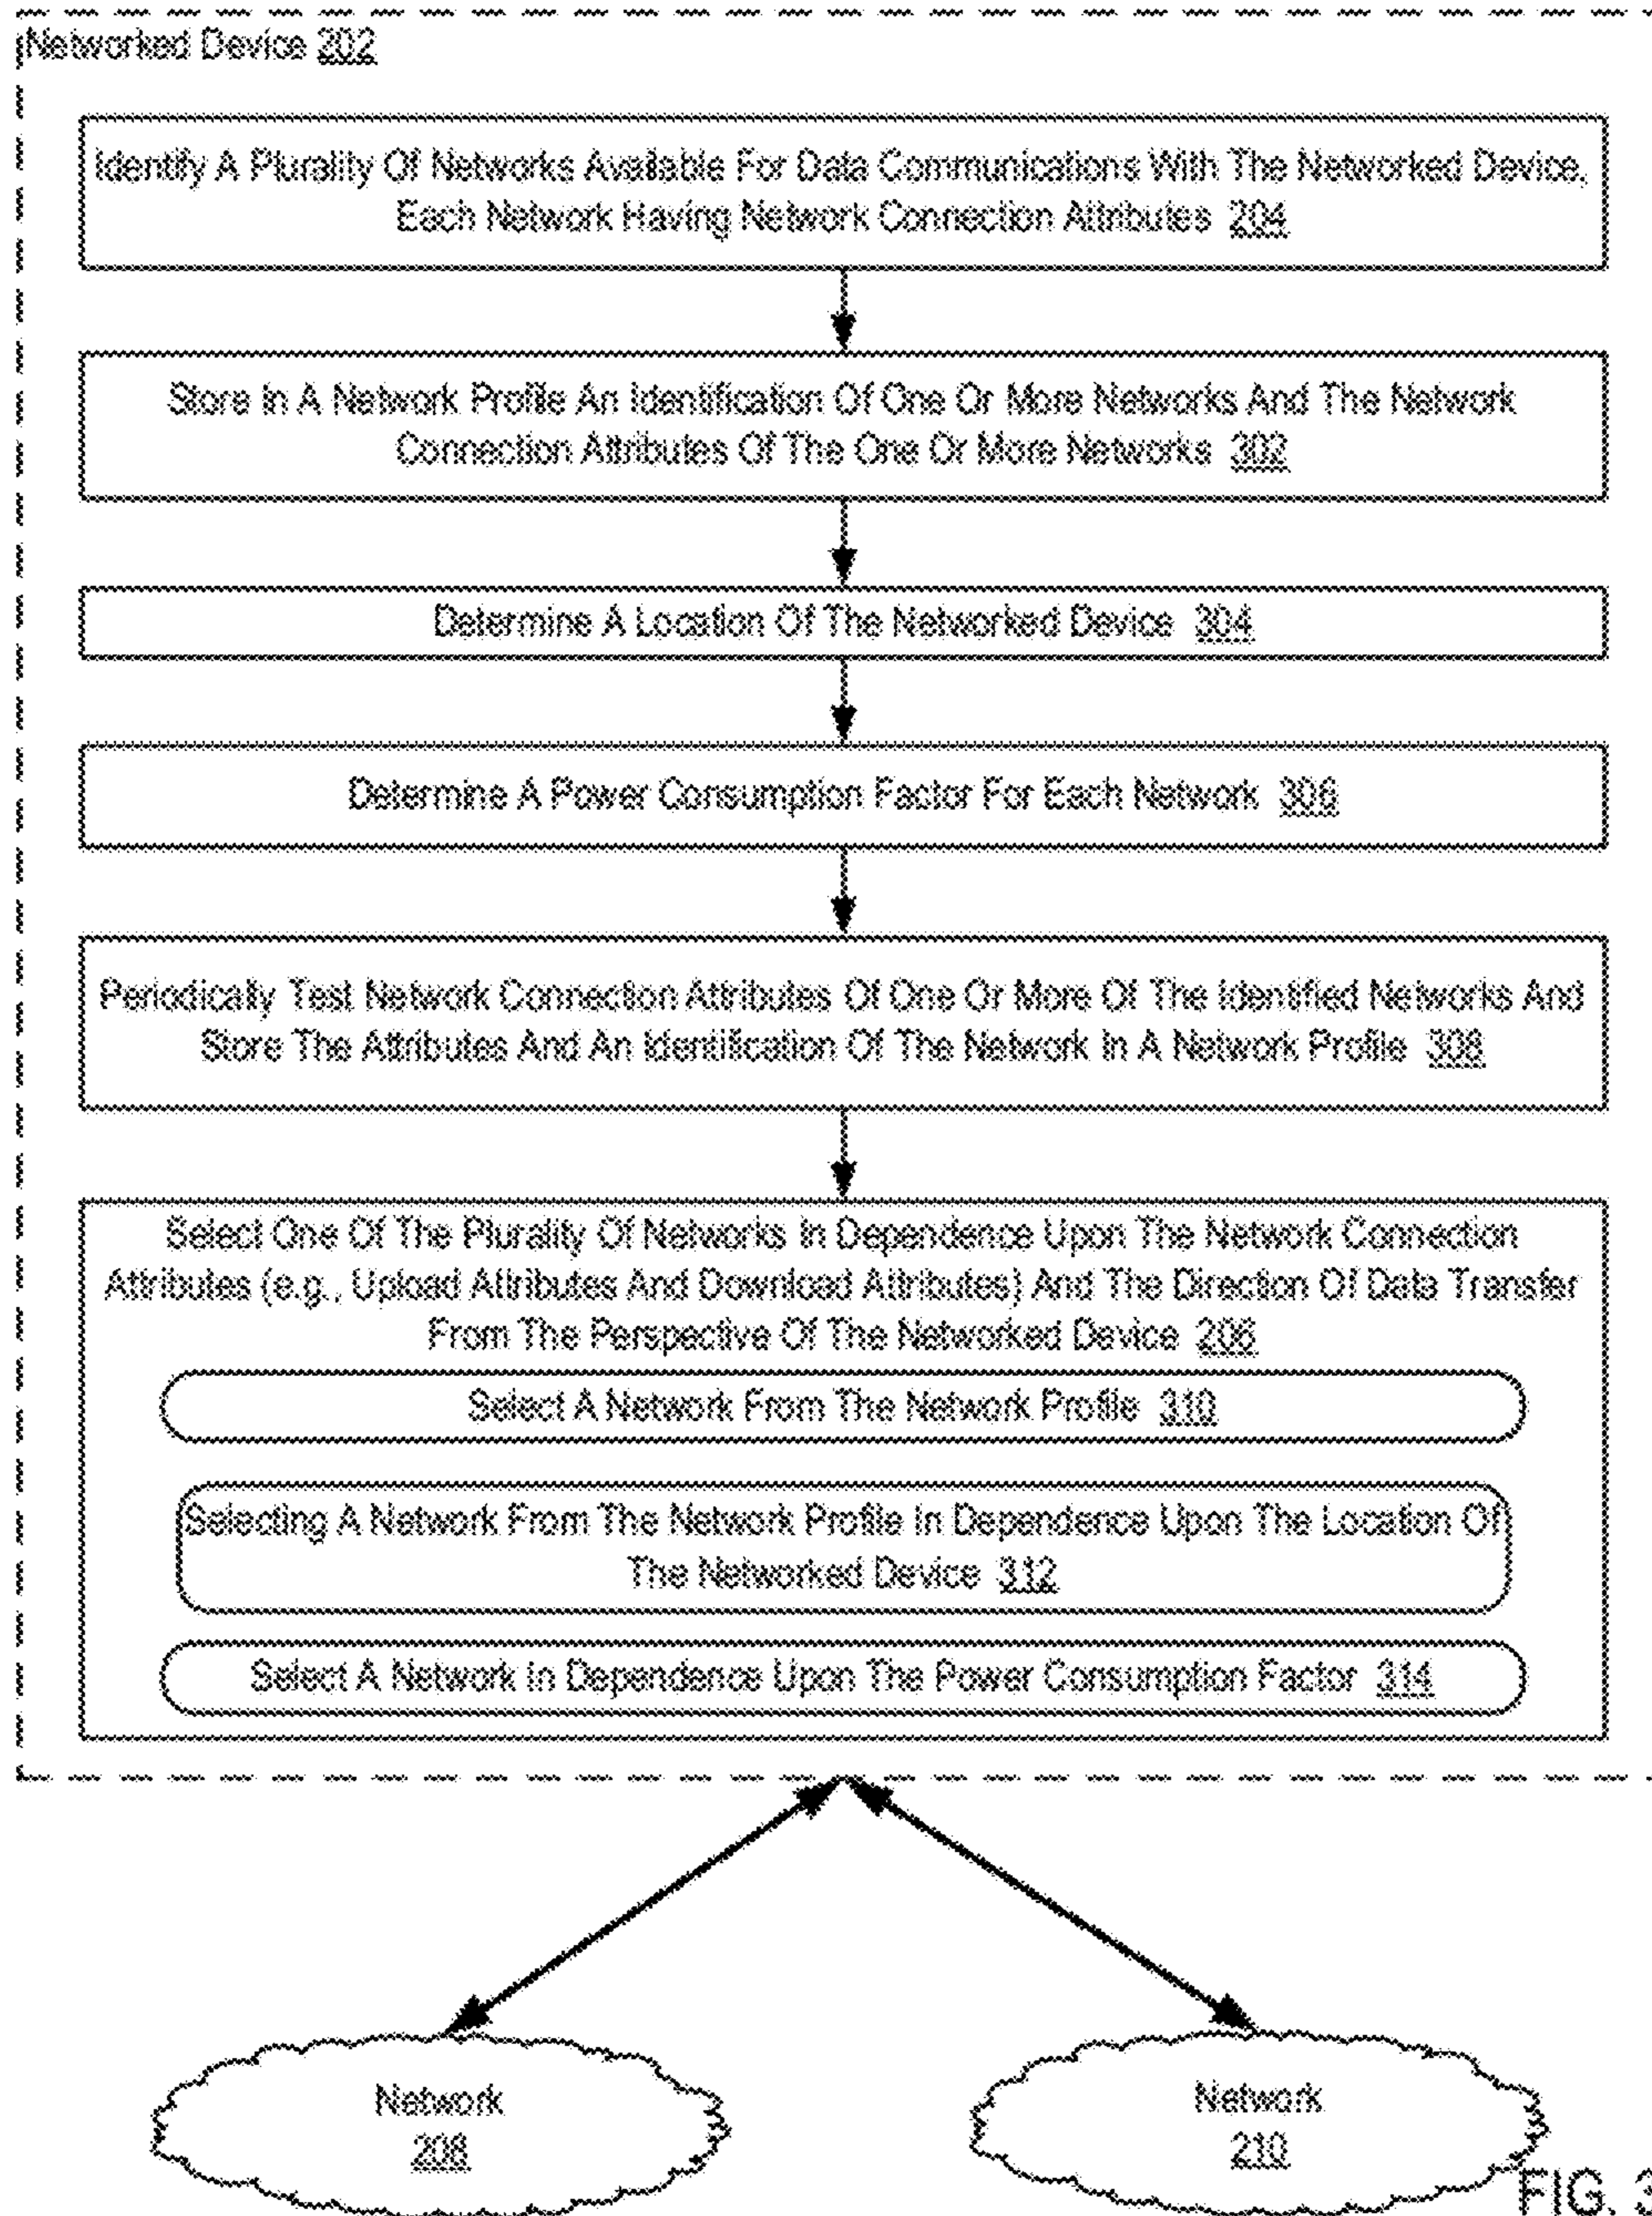 Networked Device 202
Identify A Plurality Of Networks Available For Data Communications With The Networked Device,
Each Network Having Network Connection Attributes 204
Store In A Network Profile An Identification Of One Or More Networks And The Network
Connection Attributes Of The One Or More Networks 302
Determine A Location Of The Networked Device 304
Determine A Power Consumption Factor For Each Network 306
Periodically Test Network Connection Attributes Of One Or More Of The Identified Networks And
Store The Attributes And An Identification Of The Network In A Network Profile 308
Select One Of The Plurality Of Networks In Dependence Upon The Network Connection
Attributes (e.g., Upload Attributes And Download Attributes) And The Direction Of Data Transfer
From The Perspective Of The Networked Device 206
Select A Network From The Network Profile 310
Selecting A Network From The Network Profile In Dependence Upon The Location Of
The Networked Device 312
Select A Network In Dependence Upon The Power Consumption Factor 314
Network
208
Network
210
FIG. 3